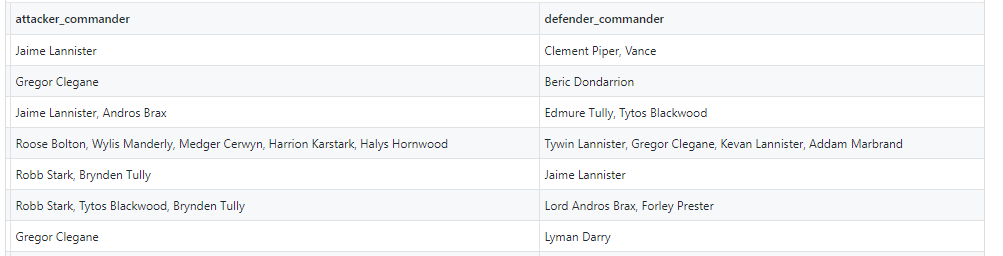 attacker_commander defender_commander
Jaime Lannister Clement Piper, Vance
Gregor Clegane Beric Dondarrion
Jaime Lannister, Andros Brax Edmure Tully, Tytos Blackwood
Roose Bolton, Wylis Manderly, Medger Cerwyn, Harrion Karstark, Halys Hornwood Tywin Lannister, Gregor Clegane, Kevan Lannister, Addam Marbrand
Robb Stark, Brynden Tully Jaime Lannister
Robb Stark, Tytos Blackwood, Brynden Tully Lord Andros Brax, Forley Prester
Gregor Clegane Lyman Darry